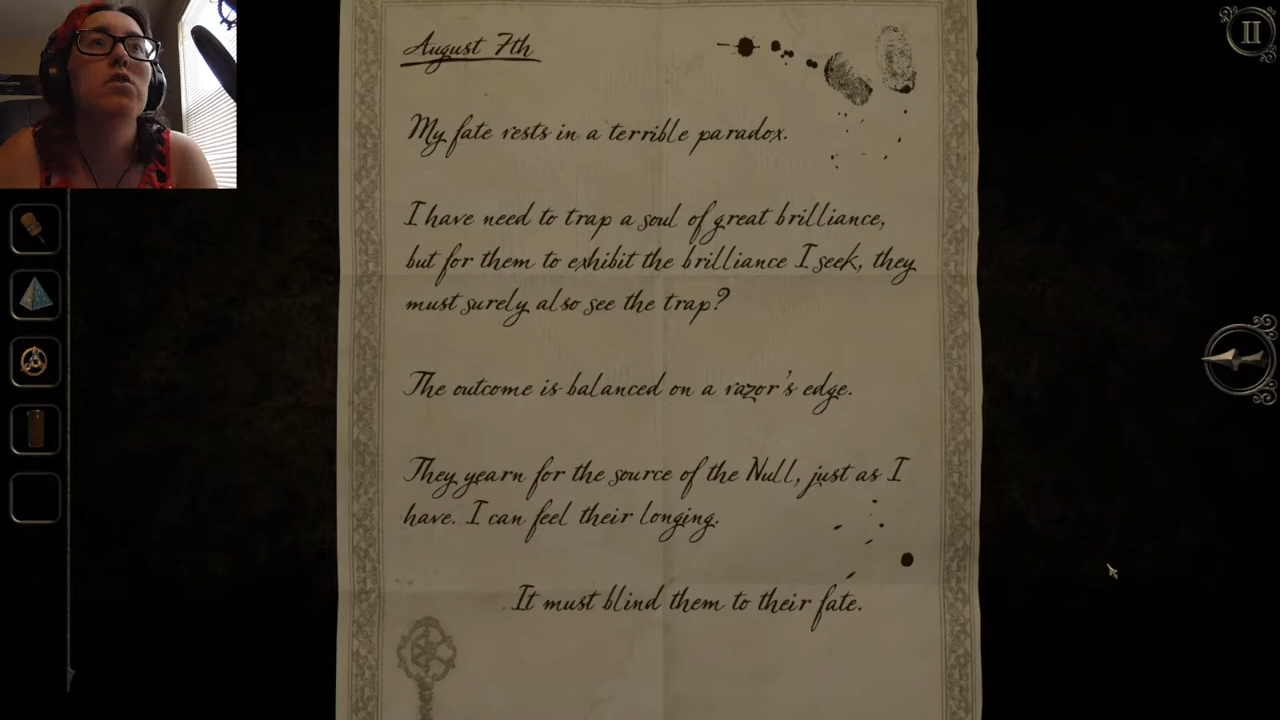 August 7th
My fate rests in a terrible paradox.
I have need to trap a soul of great brilliance,
but for them to exhibit the brilliance I seek, they
must surely also see the trap?
The outcome is balanced on a razor's edge.
They yearn for the source of the Null, just as I
have. I can feel their longing.
It must blind them to their fate.